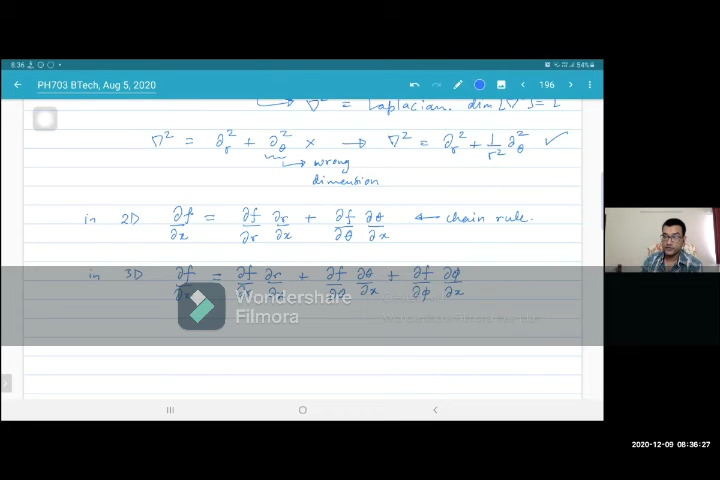 8:36 54%
PH703 BTech, Aug 5, 2020 196
∇² = Laplacian. dim [∇²] = L
∇² = ∂r² + ∂θ² × → ∇² = ∂r² + 1/r² ∂θ² ✓
↳ wrong
dimension
in 2D ∂f/∂x = ∂f/∂r ∂r/∂x + ∂f/∂θ ∂θ/∂x ← chain rule.
in 3D ∂f/∂x = ∂f/∂r ∂r/∂x + ∂f/∂θ ∂θ/∂x + ∂f/∂φ ∂φ/∂x
Wondershare
Filmora
2020-12-09 08:36:27